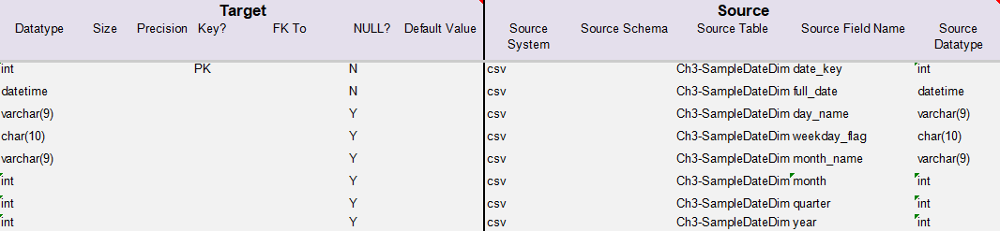 Target Source
Datatype Size Precision Key? FK To NULL? Default Value Source System Source Schema Source Table Source Field Name Source Datatype
int PK N csv Ch3-SampleDateDim date_key int
datetime N csv Ch3-SampleDateDim full_date datetime
varchar(9) Y csv Ch3-SampleDateDim day_name varchar(9)
char(10) Y csv Ch3-SampleDateDim weekday_flag char(10)
varchar(9) Y csv Ch3-SampleDateDim month_name varchar(9)
int Y csv Ch3-SampleDateDim month int
int Y csv Ch3-SampleDateDim quarter int
int Y csv Ch3-SampleDateDim year int